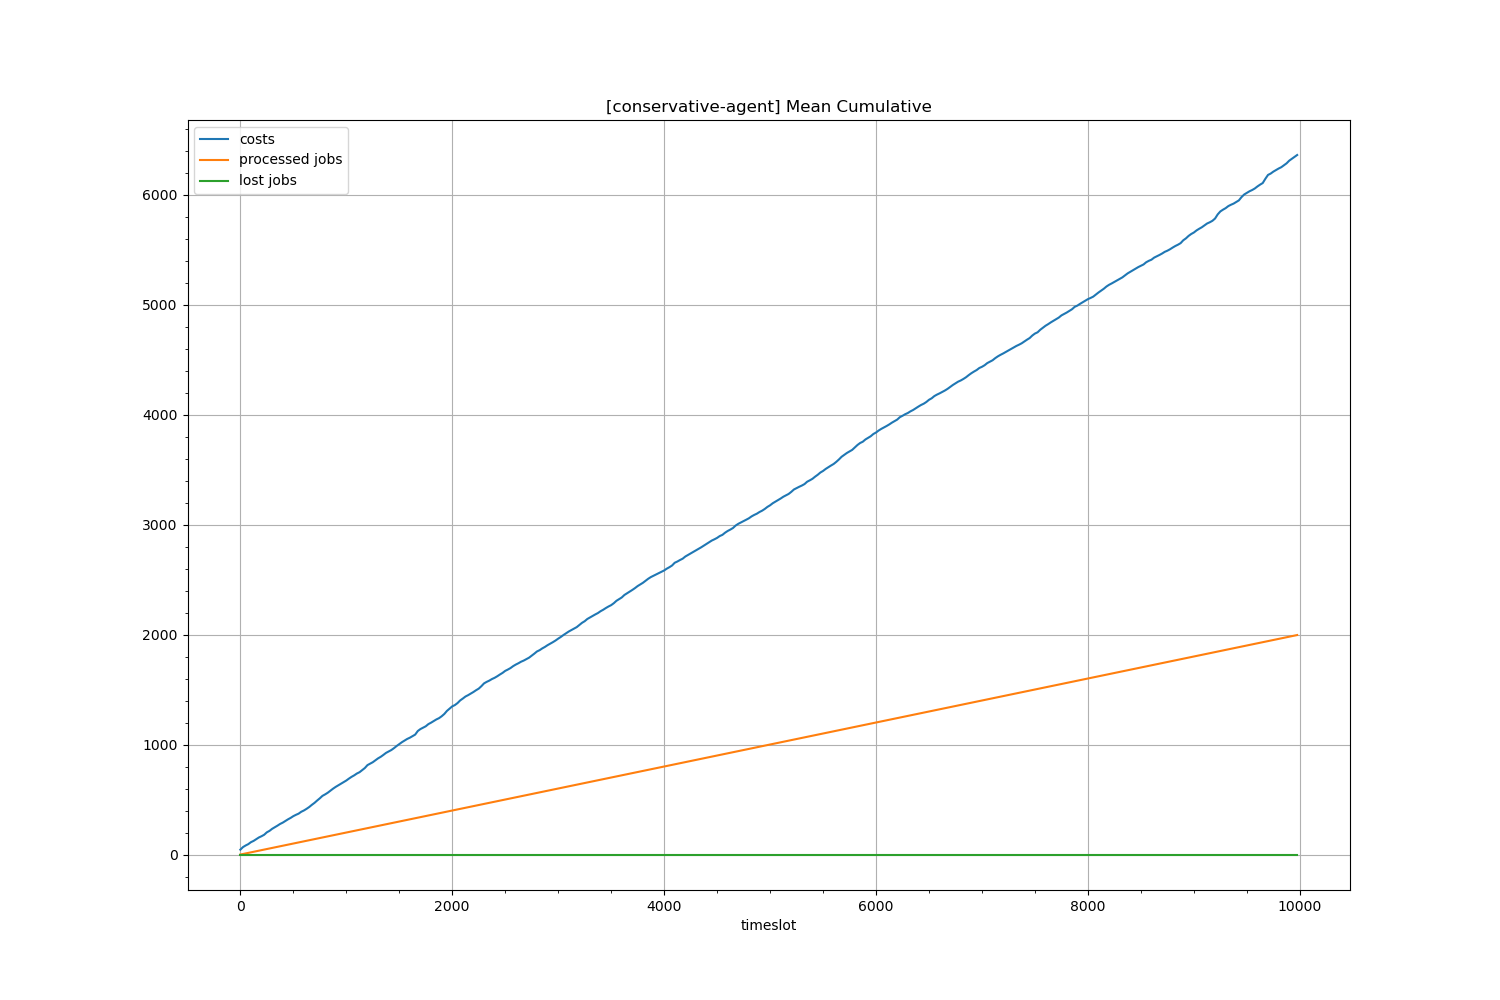 [conservative-agent] Mean Cumulative
costs
processed jobs
lost jobs
6000
5000
4000
3000
2000
1000
0
0 2000 4000 6000 8000 10000
timeslot